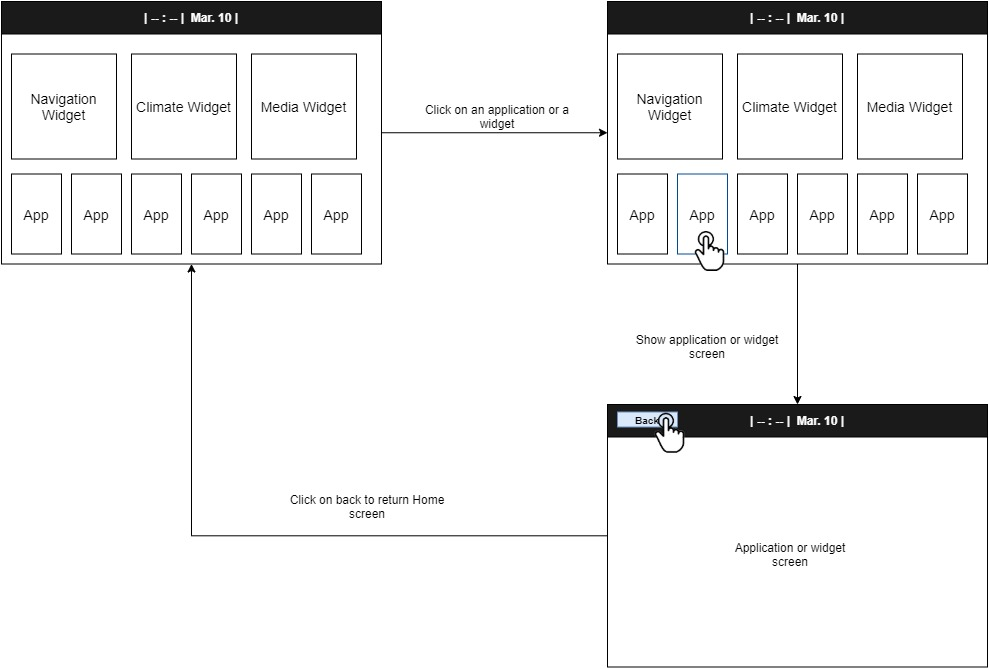 | -- : -- | Mar. 10 |
Navigation
Widget
Climate Widget
Media Widget
App
App
App
App
App
App
Click on an application or a
widget
| -- : -- | Mar. 10 |
Navigation
Widget
Climate Widget
Media Widget
App
App
App
App
App
App
Show application or widget
screen
Back
| -- : -- | Mar. 10 |
Application or widget
screen
Click on back to return Home
screen